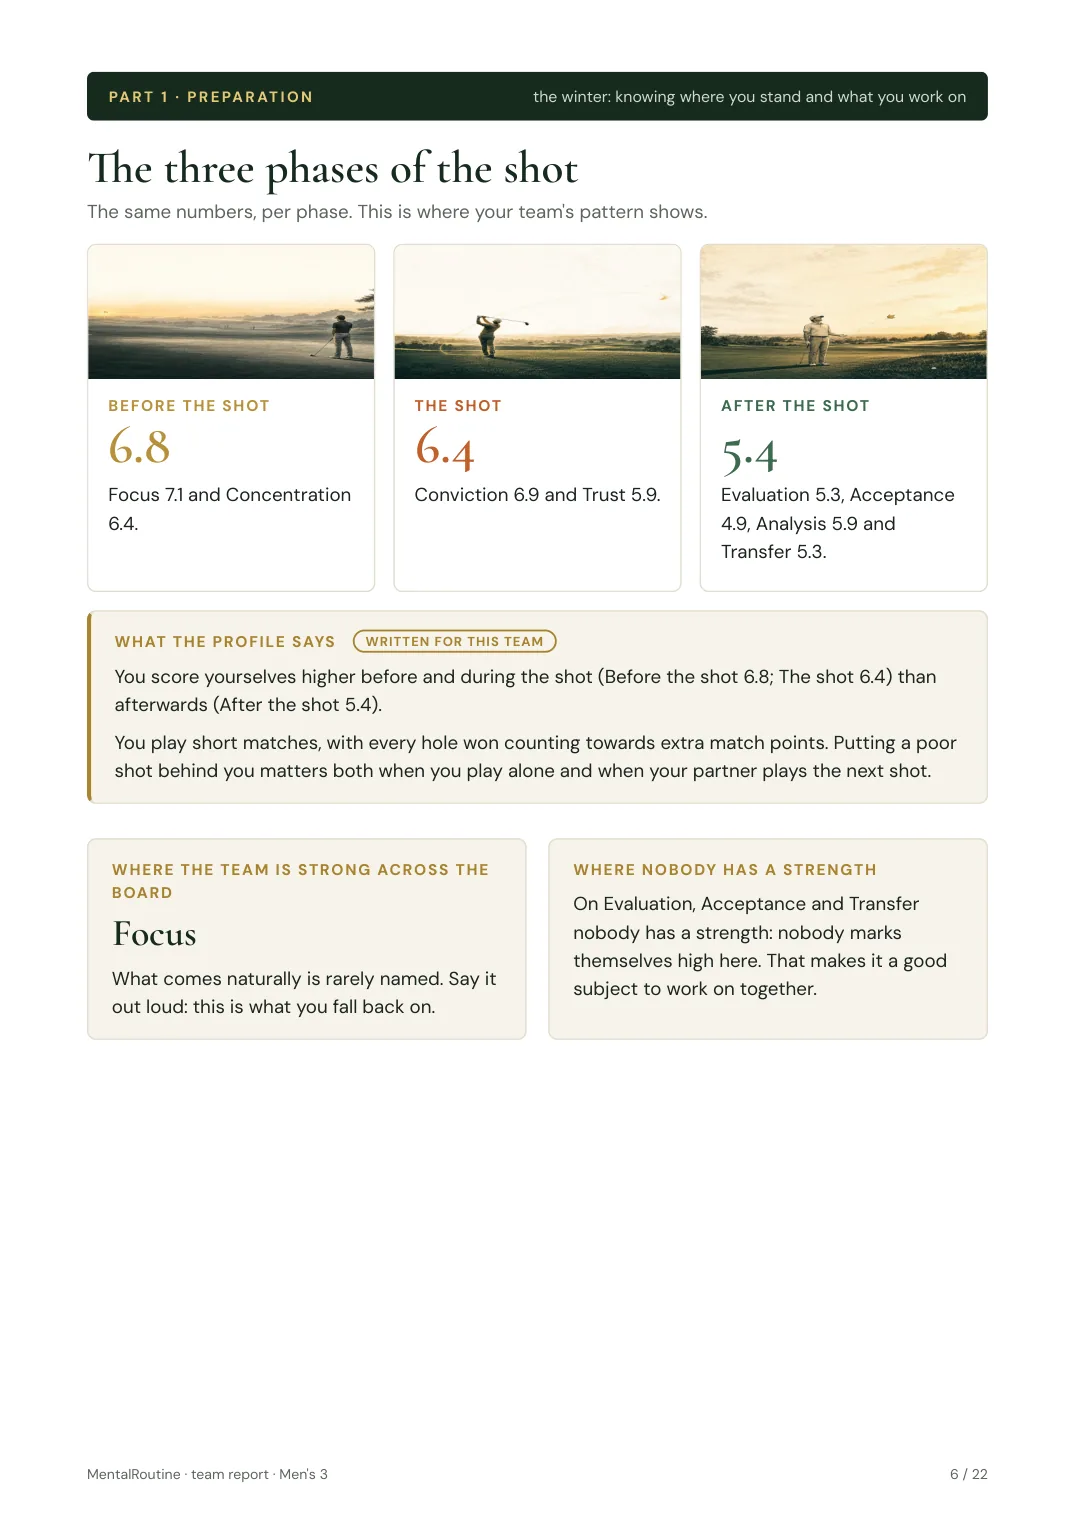 PART 1 · PREPARATION
the winter: knowing where you stand and what you work on
The three phases of the shot
The same numbers, per phase. This is where your team's pattern shows.
BEFORE THE SHOT
6.8
Focus 7.1 and Concentration
6.4.
THE SHOT
6.4
Conviction 6.9 and Trust 5.9.
AFTER THE SHOT
5.4
Evaluation 5.3, Acceptance
4.9, Analysis 5.9 and
Transfer 5.3.
WHAT THE PROFILE SAYS
WRITTEN FOR THIS TEAM
You score yourselves higher before and during the shot (Before the shot 6.8; The shot 6.4) than
afterwards (After the shot 5.4).
You play short matches, with every hole won counting towards extra match points. Putting a poor
shot behind you matters both when you play alone and when your partner plays the next shot.
WHERE THE TEAM IS STRONG ACROSS THE
BOARD
Focus
What comes naturally is rarely named. Say it
out loud: this is what you fall back on.
WHERE NOBODY HAS A STRENGTH
On Evaluation, Acceptance and Transfer
nobody has a strength: nobody marks
themselves high here. That makes it a good
subject to work on together.
MentalRoutine · team report · Men's 3
6 / 22